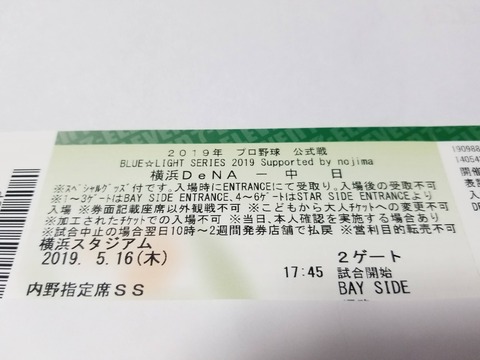 2019年 プロ野球 公式戦
BLUE☆LIGHT SERIES 2019 Supported by nojima
横浜DeNA － 中 日
※スペシャルグッズ付です。入場時にENTRANCEにて受取り。入場後の受取不可
※1～3ゲートはBAY SIDE ENTRANCE、4～6ゲートはSTAR SIDE ENTRANCEより
入場 ※券面記載座席以外観戦不可 ※こどもから大人チケットへの変更不可
※加工されたチケットでの入場不可 ※当日、本人確認を実施する場合あり
※試合中止の場合翌日10時～2週間発券店舗で払戻 ※営利目的転売不可
横浜スタジアム
2019. 5.16(木)
17:45 試合開始
2ゲート
BAY SIDE
内野指定席SS
190988
14054
開催